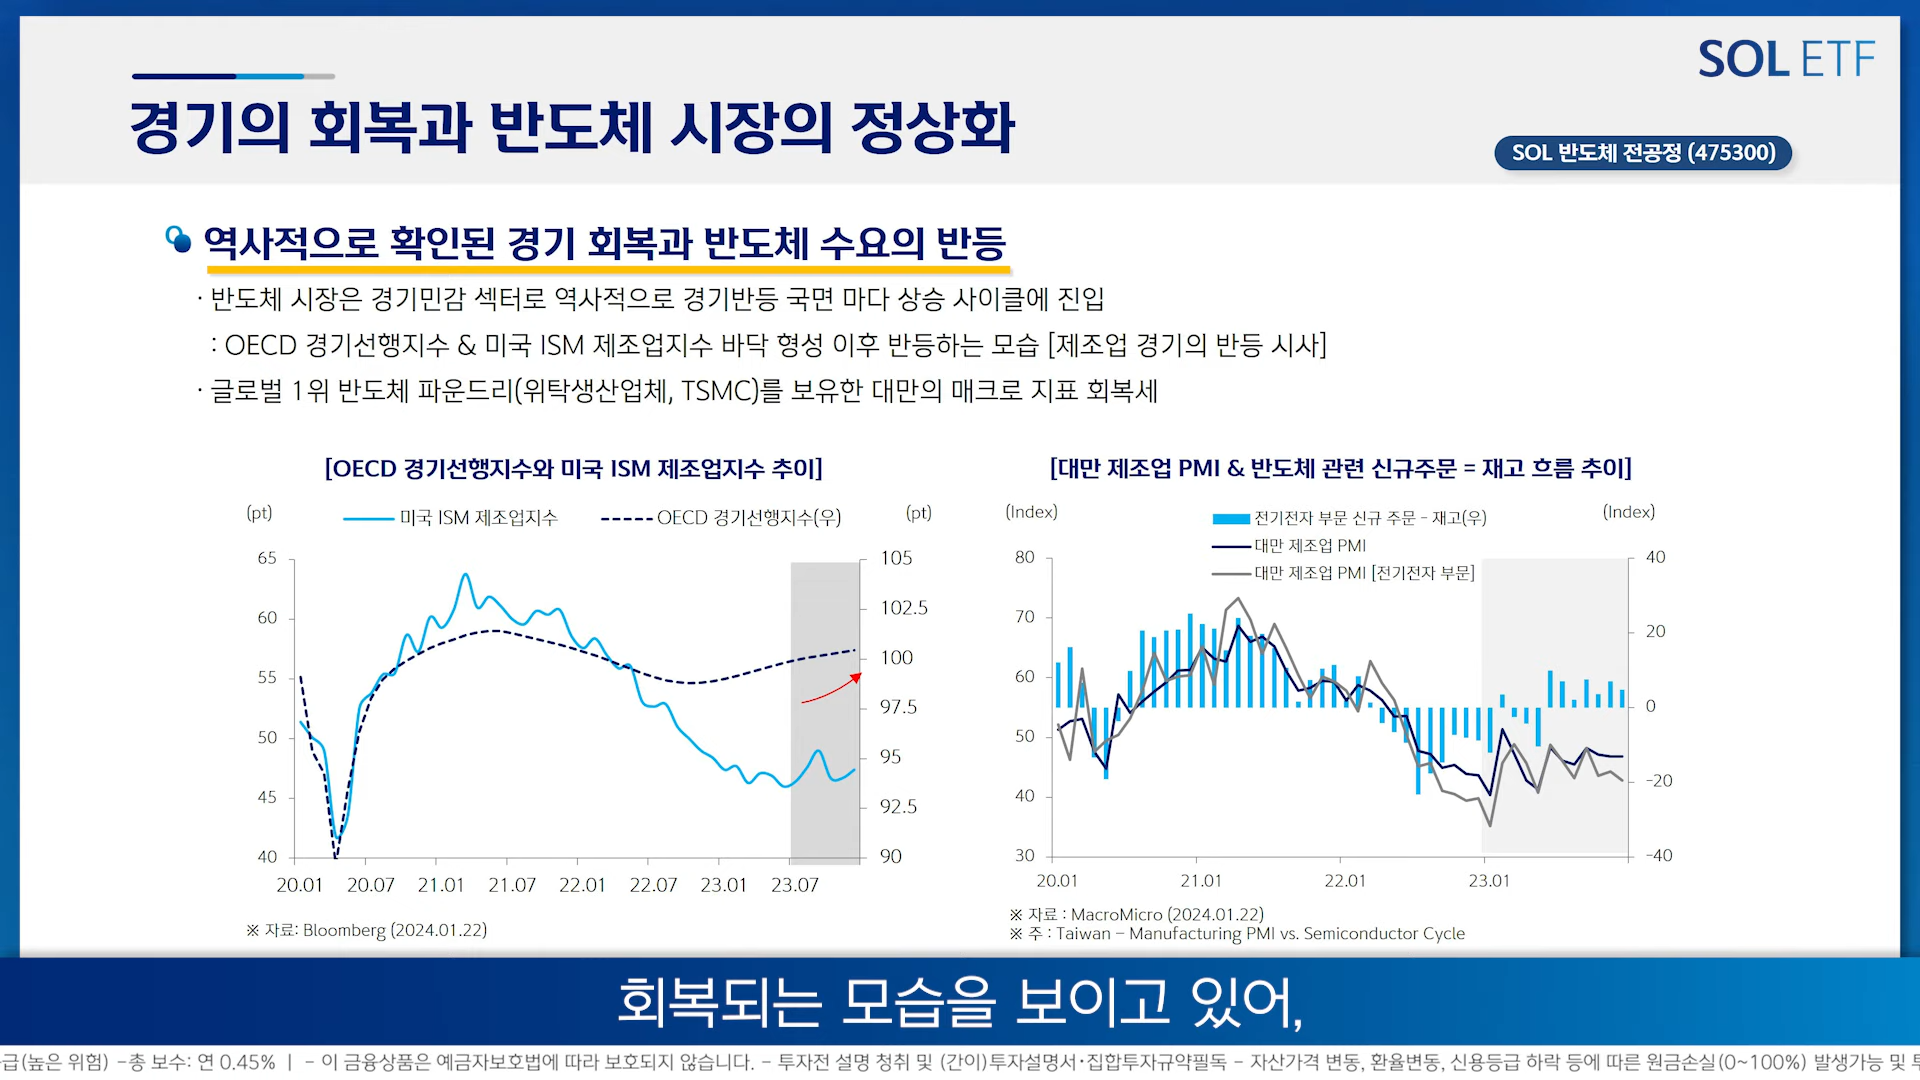 SOL ETF
경기의 회복과 반도체 시장의 정상화
SOL 반도체 전공정 (475300)
역사적으로 확인된 경기 회복과 반도체 수요의 반등
· 반도체 시장은 경기민감 섹터로 역사적으로 경기반등 국면 마다 상승 사이클에 진입
: OECD 경기선행지수 & 미국 ISM 제조업지수 바닥 형성 이후 반등하는 모습 [제조업 경기의 반등 시사]
· 글로벌 1위 반도체 파운드리(위탁생산업체, TSMC)를 보유한 대만의 매크로 지표 회복세
[OECD 경기선행지수와 미국 ISM 제조업지수 추이]
(pt) 미국 ISM 제조업지수 OECD 경기선행지수(우) (pt)
65 105
60 102.5
55 100
50 97.5
45 95
92.5
40 90
20.01 20.07 21.01 21.07 22.01 22.07 23.01 23.07
※ 자료: Bloomberg (2024.01.22)
[대만 제조업 PMI & 반도체 관련 신규주문 = 재고 흐름 추이]
(Index) 전기전자 부문 신규 주문 - 재고(우) (Index)
대만 제조업 PMI
대만 제조업 PMI [전기전자 부문]
80 40
70 20
60 0
50 -20
40
30 -40
20.01 21.01 22.01 23.01
※ 자료 : MacroMicro (2024.01.22)
※ 주 : Taiwan – Manufacturing PMI vs. Semiconductor Cycle
회복되는 모습을 보이고 있어,
급(높은 위험) -총 보수: 연 0.45% | - 이 금융상품은 예금자보호법에 따라 보호되지 않습니다. - 투자전 설명 청취 및 (간이)투자설명서·집합투자규약필독 - 자산가격 변동, 환율변동, 신용등급 하락 등에 따른 원금손실(0~100%) 발생가능 및